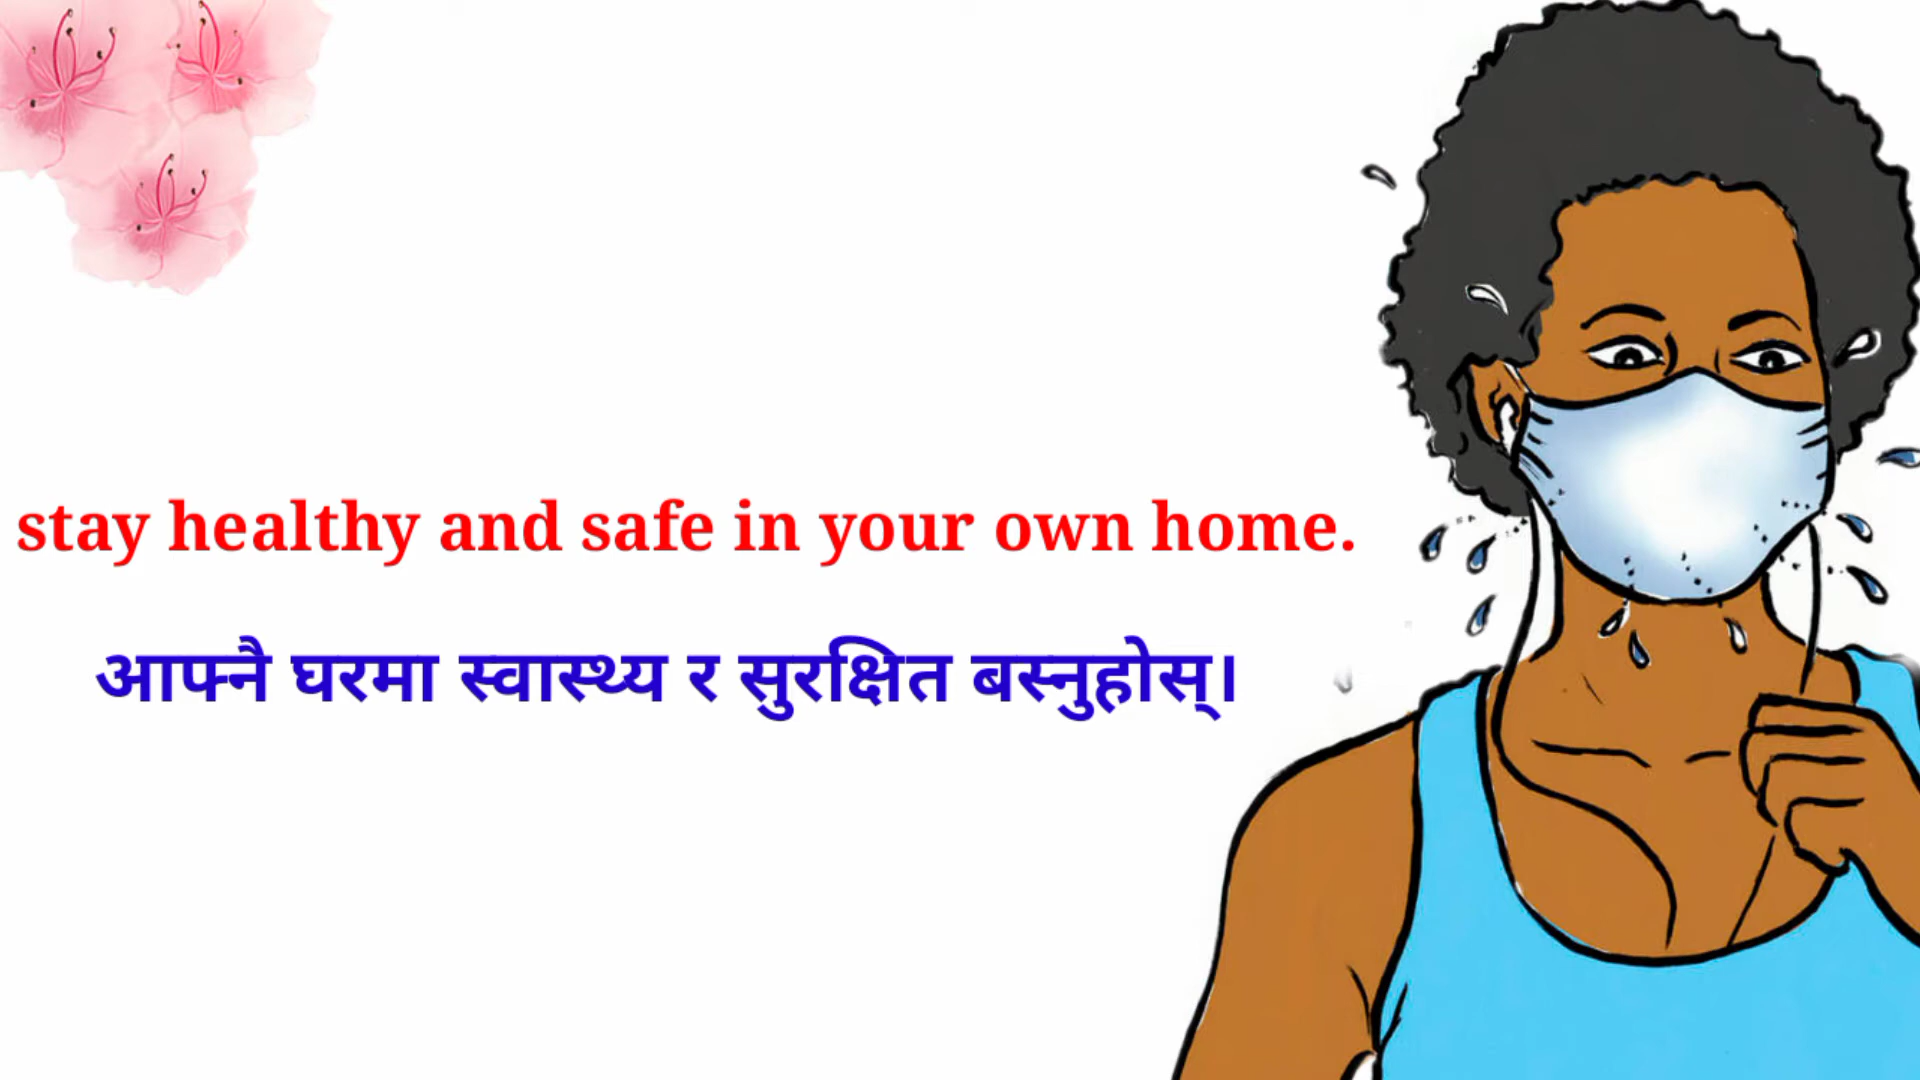 stay healthy and safe in your own home.
आफ्नै घरमा स्वास्थ्य र सुरक्षित बस्नुहोस्।